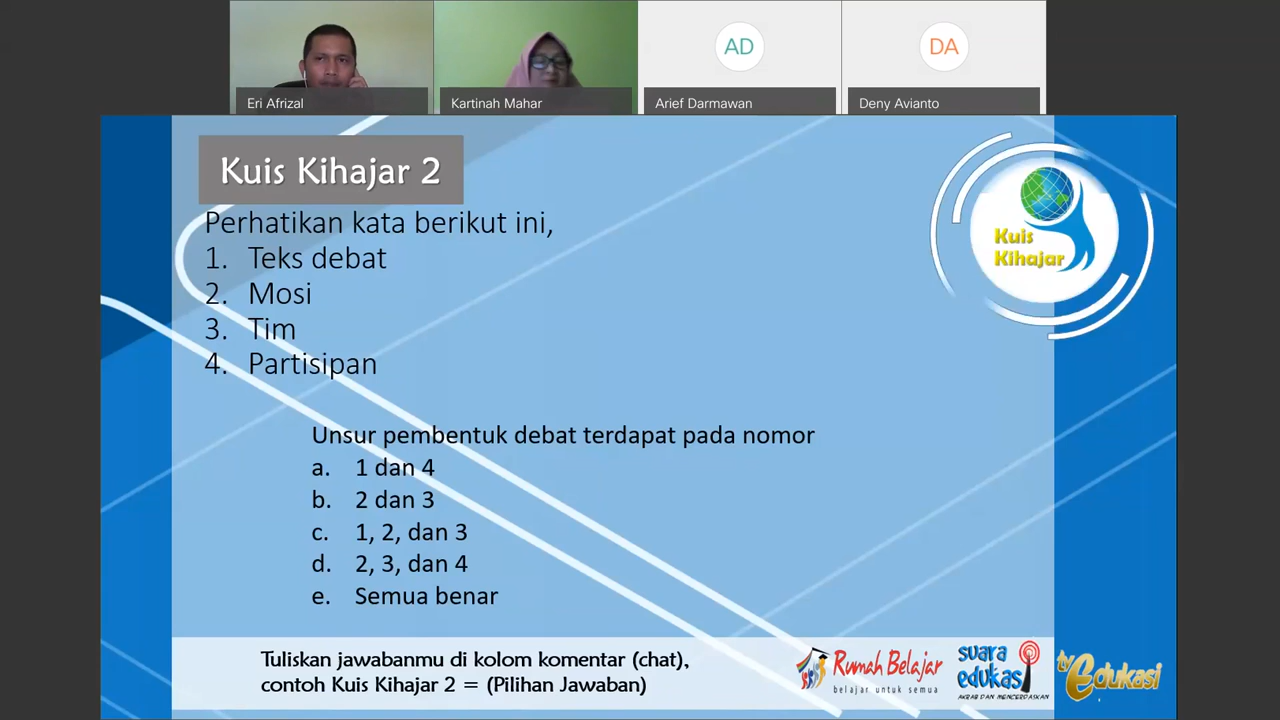 AD
DA
Eri Afrizal
Kartinah Mahar
Arief Darmawan
Deny Avianto
Kuis Kihajar 2
Kuis
Kihajar
Perhatikan kata berikut ini,
1. Teks debat
2. Mosi
3. Tim
4. Partisipan
Unsur pembentuk debat terdapat pada nomor
a. 1 dan 4
b. 2 dan 3
c. 1, 2, dan 3
d. 2, 3, dan 4
e. Semua benar
Tuliskan jawabanmu di kolom komentar (chat),
contoh Kuis Kihajar 2 = (Pilihan Jawaban)
Rumah Belajar
belajar untuk semua
suara
edukasi
AKRAB DAN MENCERDASKAN
tv edukasi